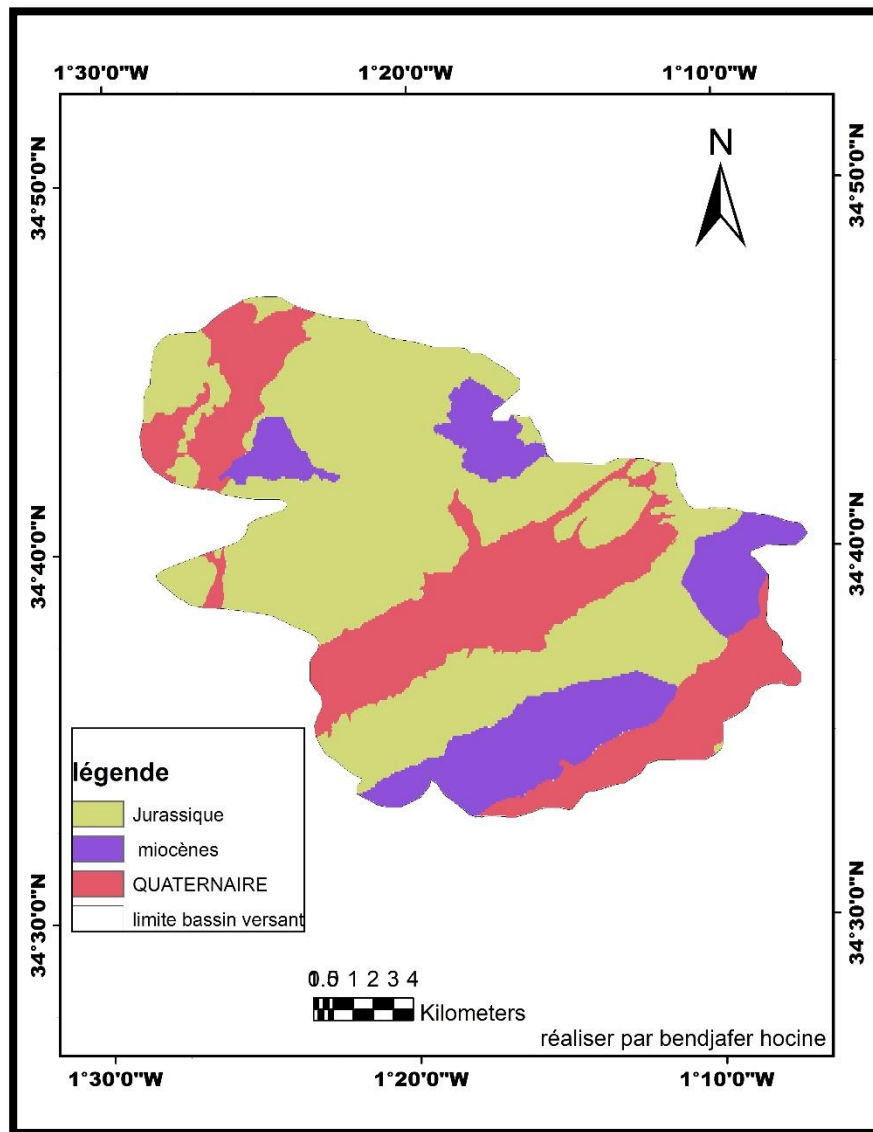 1°30'0"W 1°20'0"W 1°10'0"W
34°50'0"N 34°50'0"N
N
34°40'0"N 34°40'0"N
légende
Jurassique
miocènes
QUATERNAIRE
limite bassin versant
34°30'0"N 34°30'0"N
1 2 3 4
Kilometers
réaliser par bendjafer hocine
1°30'0"W 1°20'0"W 1°10'0"W